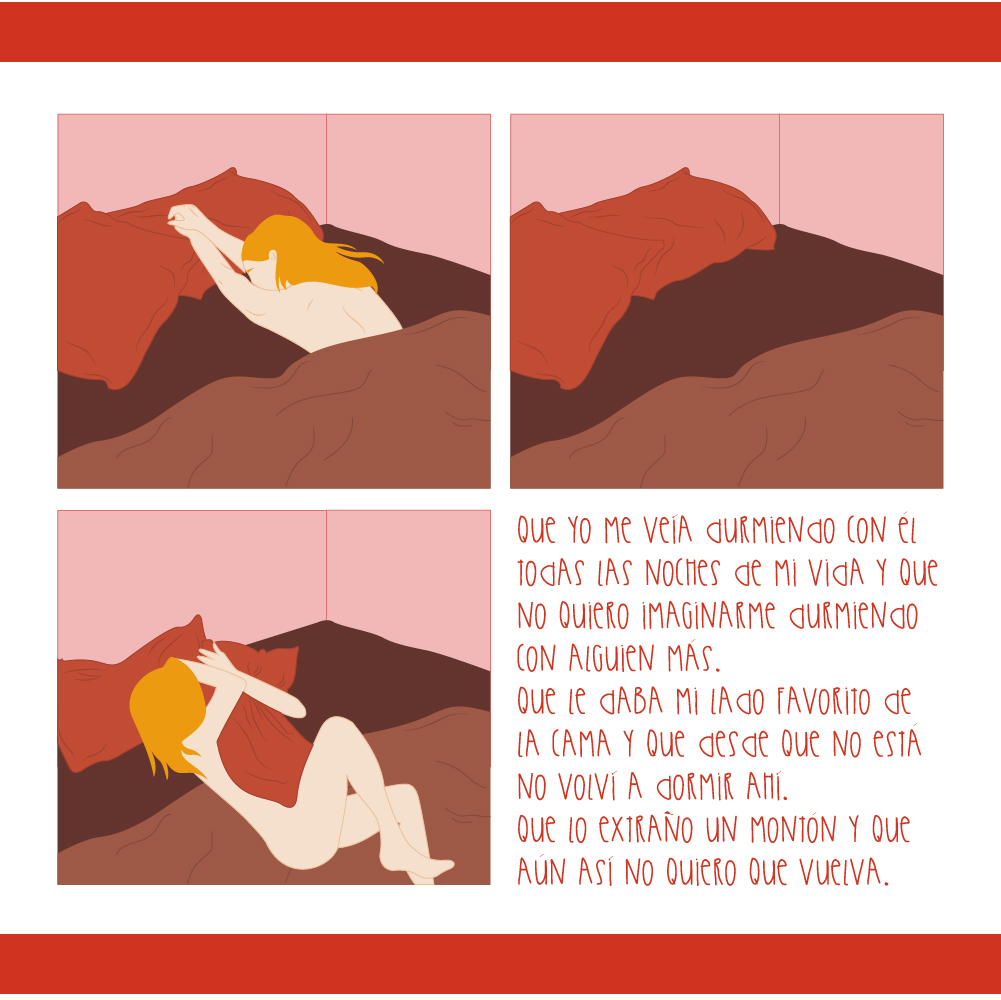 QUE YO ME VEÍA dURMIENDO CON ÉL
TOdAS LAS NOCHES dE MI VIdA Y QUE
NO QUIERO IMAGINARME dURMIENDO
CON ALGUIEN MÁS.
QUE LE dABA MI LAdO FAVORITO dE
LA CAMA Y QUE dESdE QUE NO ESTÁ
NO VOLVÍ A dORMIR AHÍ.
QUE LO EXTRAÑO UN MONTÓN Y QUE
AÚN ASÍ NO QUIERO QUE VUELVA.